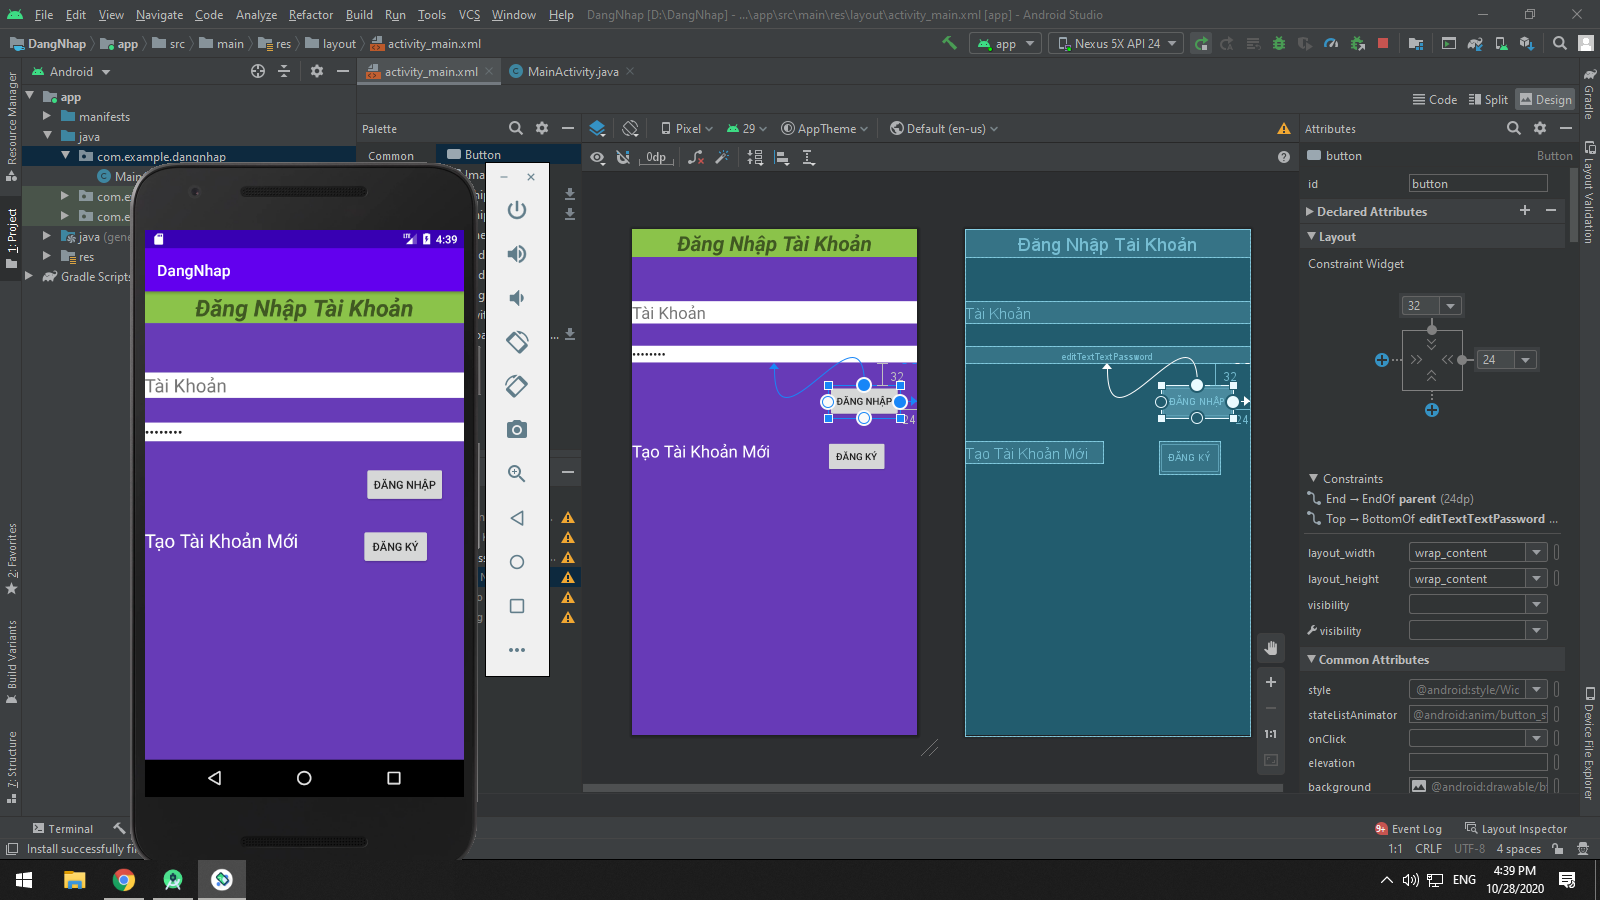 File Edit View Navigate Code Analyze Refactor Build Run Tools VCS Window Help DangNhap [D:\DangNhap] - ...\app\src\main\res\layout\activity_main.xml [app] - Android Studio
DangNhap app src main res layout activity_main.xml
app Nexus 5X API 24
Android
activity_main.xml MainActivity.java
Code Split Design
Resource Manager
1: Project
2: Favorites
Build Variants
7: Structure
app
manifests
java
com.example.dangnhap
Main
com.e
com.e
java (gene
res
Gradle Scripts
Palette
Common Button
Pixel 29 AppTheme Default (en-us)
0dp
4:39
DangNhap
Đăng Nhập Tài Khoản
Tài Khoản
••••••••
ĐĂNG NHẬP
Tạo Tài Khoản Mới
ĐĂNG KÝ
Đăng Nhập Tài Khoản
Tài Khoản
••••••••
32
ĐĂNG NHẬP
24
Tạo Tài Khoản Mới
ĐĂNG KÝ
Đăng Nhập Tài Khoản
Tài Khoản
editTextTextPassword
32
ĐĂNG NHẬP
24
Tạo Tài Khoản Mới
ĐĂNG KÝ
1:1
Attributes
button Button
id button
Declared Attributes
Layout
Constraint Widget
32
24
Constraints
End → EndOf parent (24dp)
Top → BottomOf editTextTextPassword ...
layout_width wrap_content
layout_height wrap_content
visibility
visibility
Common Attributes
style @android:style/Wic
stateListAnimator @android:anim/button_s
onClick
elevation
background @android:drawable/b
Gradle
Layout Validation
Device File Explorer
Terminal
9+ Event Log Layout Inspector
Install successfully fi
1:1 CRLF UTF-8 4 spaces
ENG
4:39 PM
10/28/2020